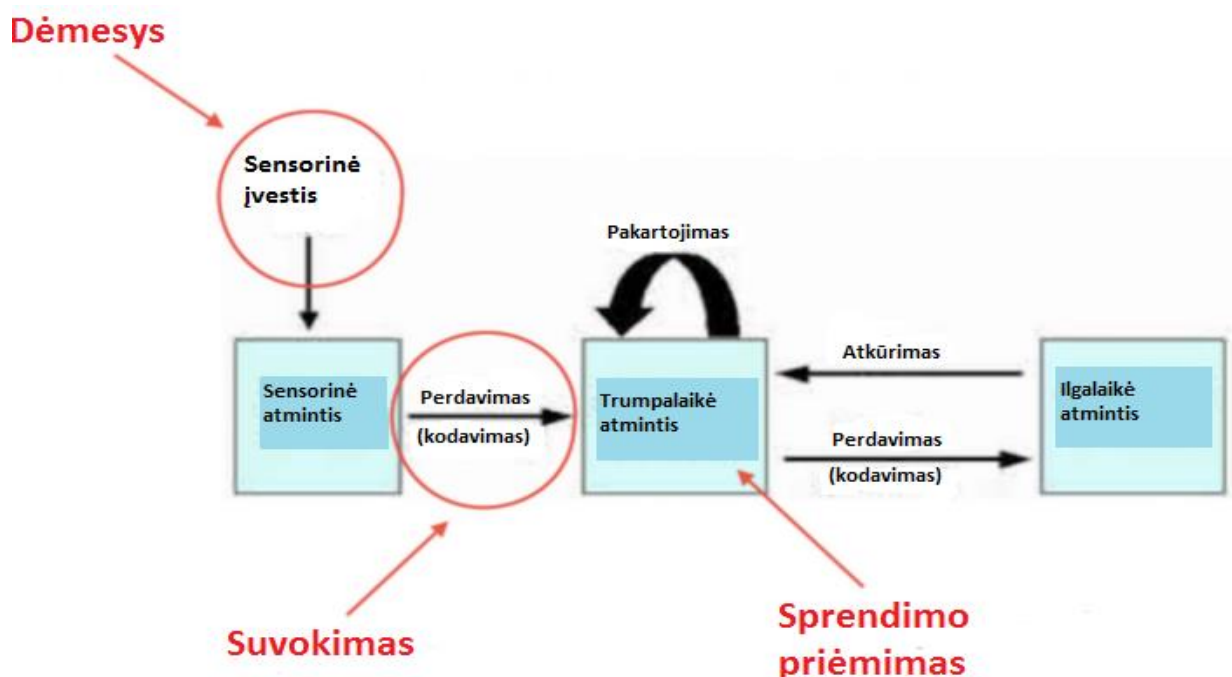 Dėmesys
Sensorinė
įvestis
Pakartojimas
Sensorinė
atmintis
Perdavimas
(kodavimas)
Trumpalaikė
atmintis
Atkūrimas
Perdavimas
(kodavimas)
Ilgalaikė
atmintis
Suvokimas
Sprendimo
priėmimas